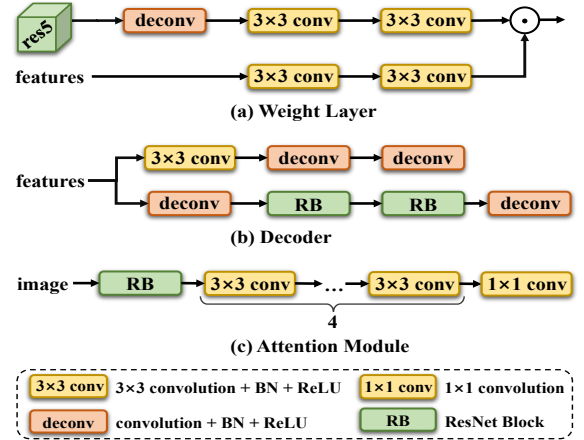 res5 deconv 3×3 conv 3×3 conv
features 3×3 conv 3×3 conv
(a) Weight Layer
3×3 conv deconv deconv
features
deconv RB RB deconv
(b) Decoder
image RB 3×3 conv ... 3×3 conv 1×1 conv
4
(c) Attention Module
3×3 conv 3×3 convolution + BN + ReLU 1×1 conv 1×1 convolution
deconv convolution + BN + ReLU RB ResNet Block